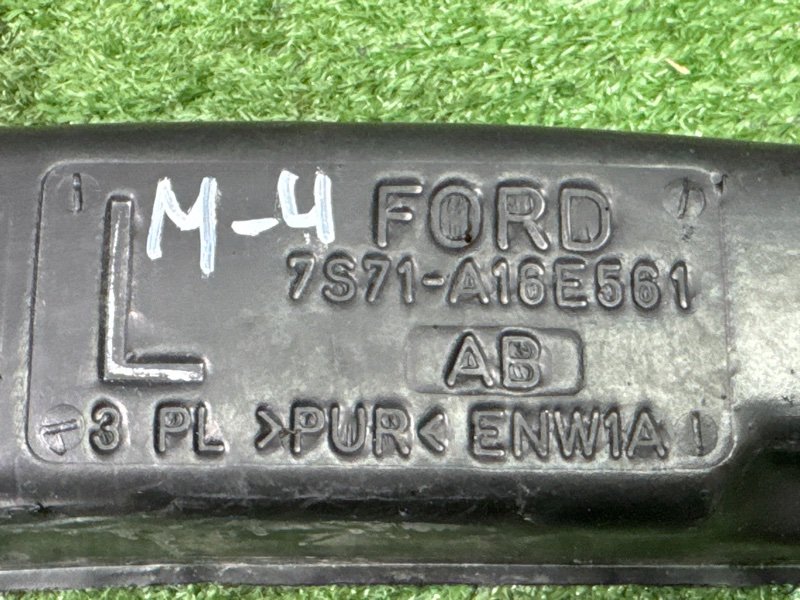 L M-4 FORD
7S71-A16E561
AB
3 PL >PUR< ENW1A